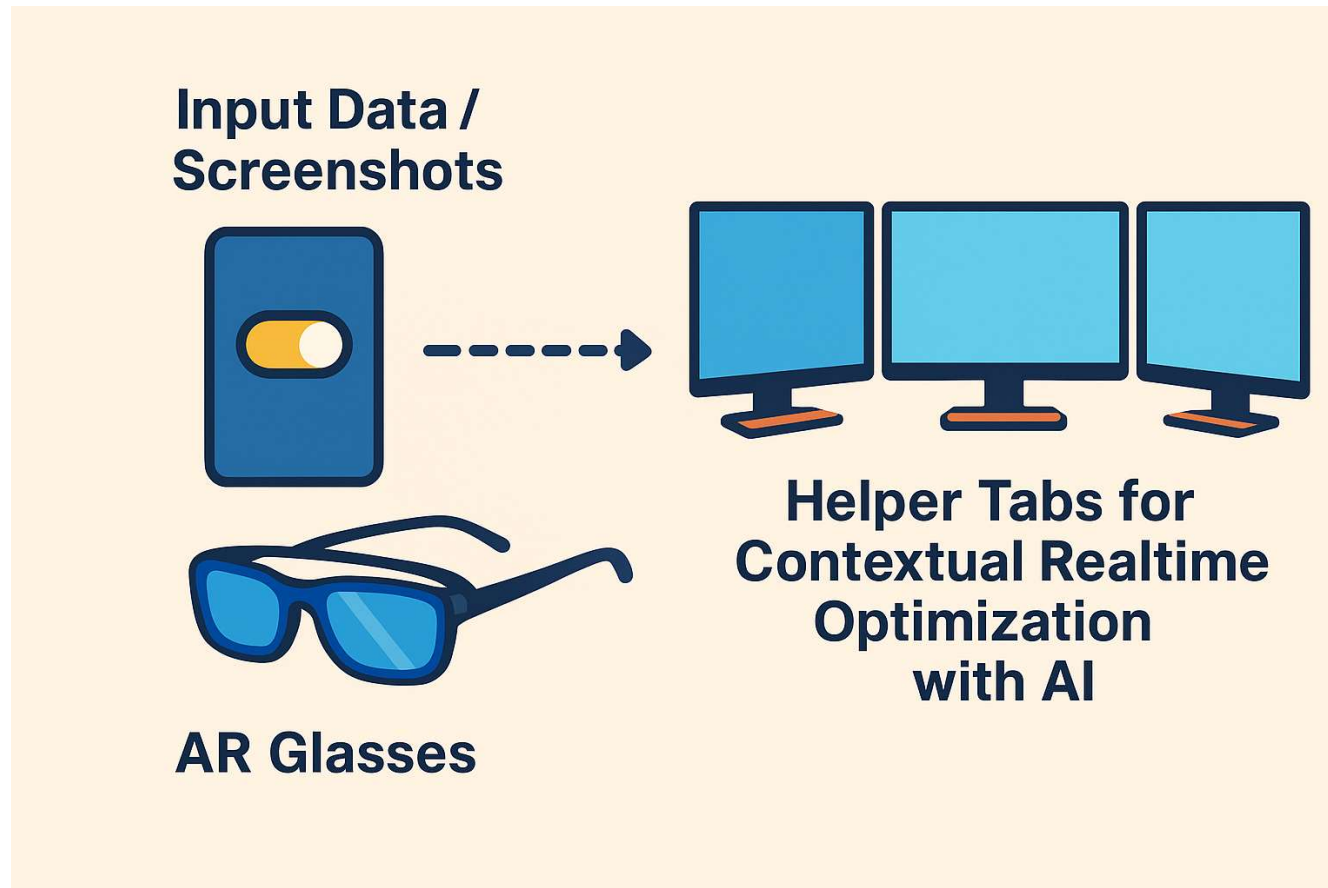 Input Data /
Screenshots
Helper Tabs for
Contextual Realtime
Optimization
with AI
AR Glasses